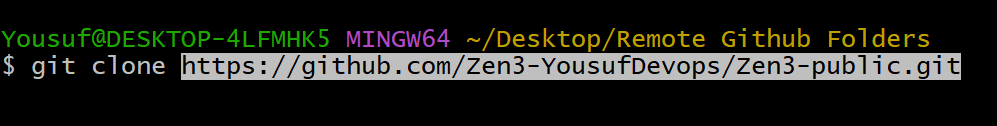 Yousuf@DESKTOP-4LFMHK5 MINGW64 ~/Desktop/Remote Github Folders
$ git clone https://github.com/Zen3-YousufDevops/Zen3-public.git